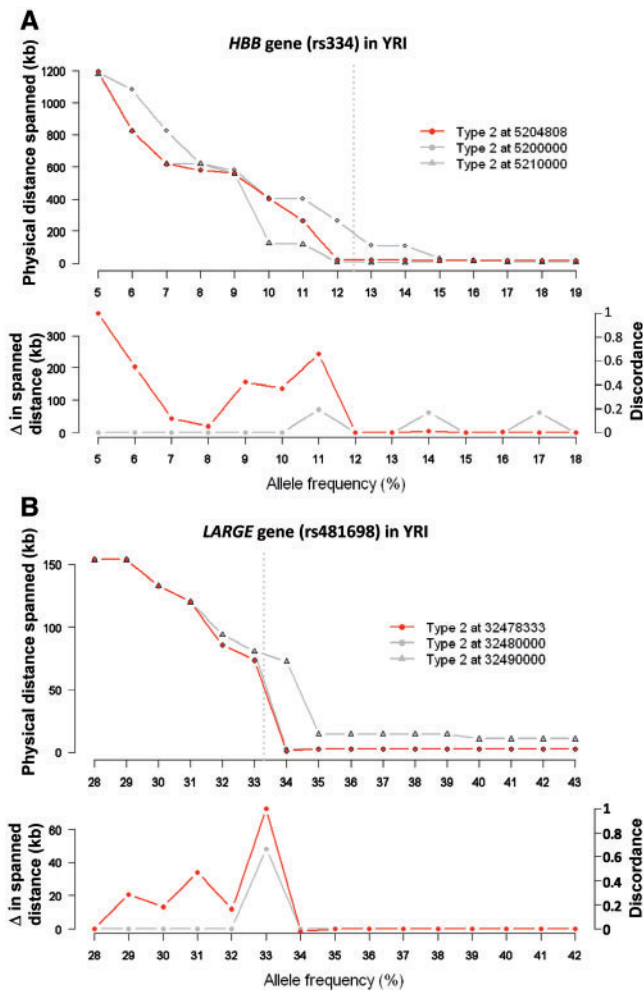 A
HBB gene (rs334) in YRI
Physical distance spanned (kb)
1200
1000
800
600
400
200
0
Type 2 at 5204808
Type 2 at 5200000
Type 2 at 5210000
5 6 7 8 9 10 11 12 13 14 15 16 17 18 19
Δ in spanned
distance (kb)
300
200
100
0
1
0.8
0.6
0.4
0.2
0
Discordance
5 6 7 8 9 10 11 12 13 14 15 16 17 18
Allele frequency (%)
B
LARGE gene (rs481698) in YRI
Physical distance spanned (kb)
150
100
50
0
Type 2 at 32478333
Type 2 at 32480000
Type 2 at 32490000
28 29 30 31 32 33 34 35 36 37 38 39 40 41 42 43
Δ in spanned
distance (kb)
60
40
20
0
1
0.8
0.6
0.4
0.2
0
Discordance
28 29 30 31 32 33 34 35 36 37 38 39 40 41 42
Allele frequency (%)